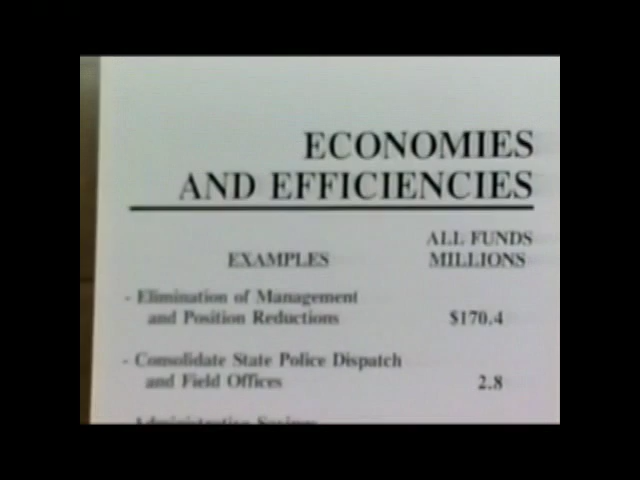 ECONOMIES
AND EFFICIENCIES
ALL FUNDS
EXAMPLES MILLIONS
- Elimination of Management
and Position Reductions $170.4
- Consolidate State Police Dispatch
and Field Offices 2.8